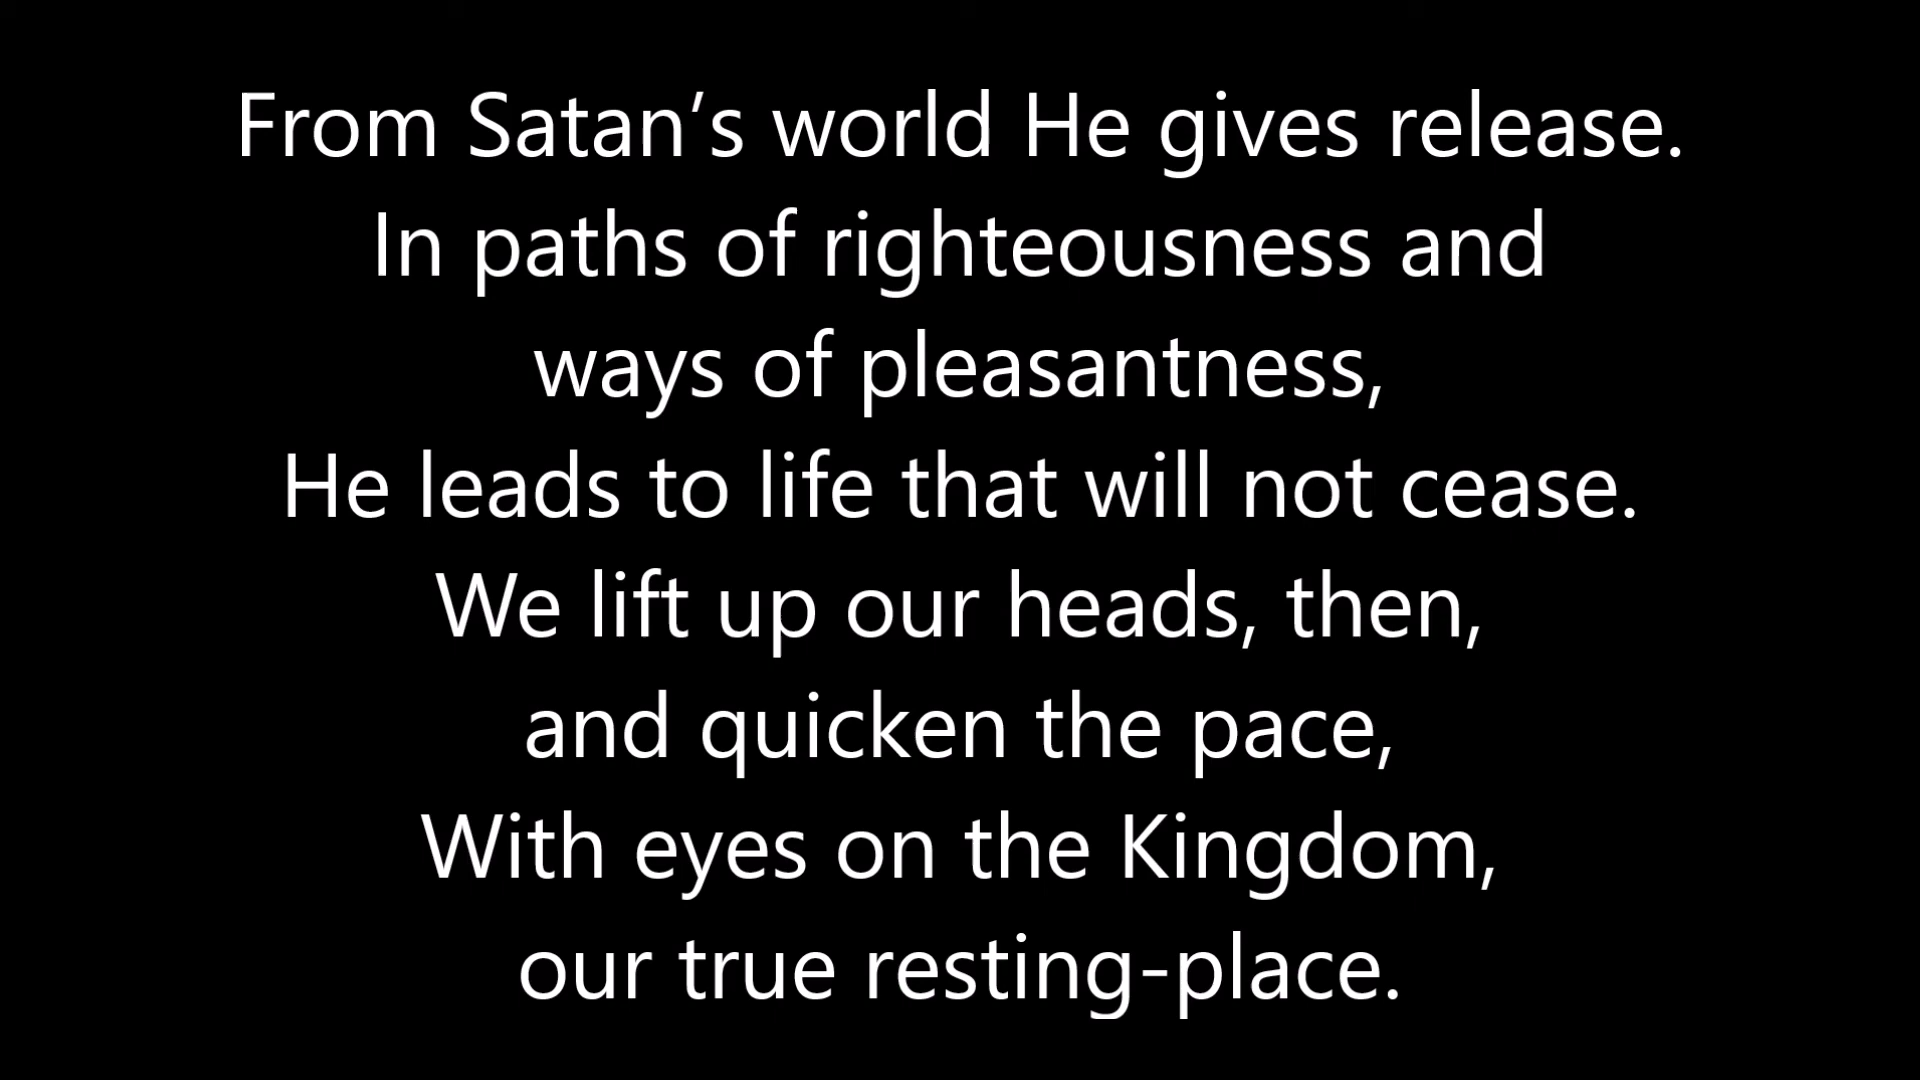 From Satan’s world He gives release.
In paths of righteousness and
ways of pleasantness,
He leads to life that will not cease.
We lift up our heads, then,
and quicken the pace,
With eyes on the Kingdom,
our true resting-place.